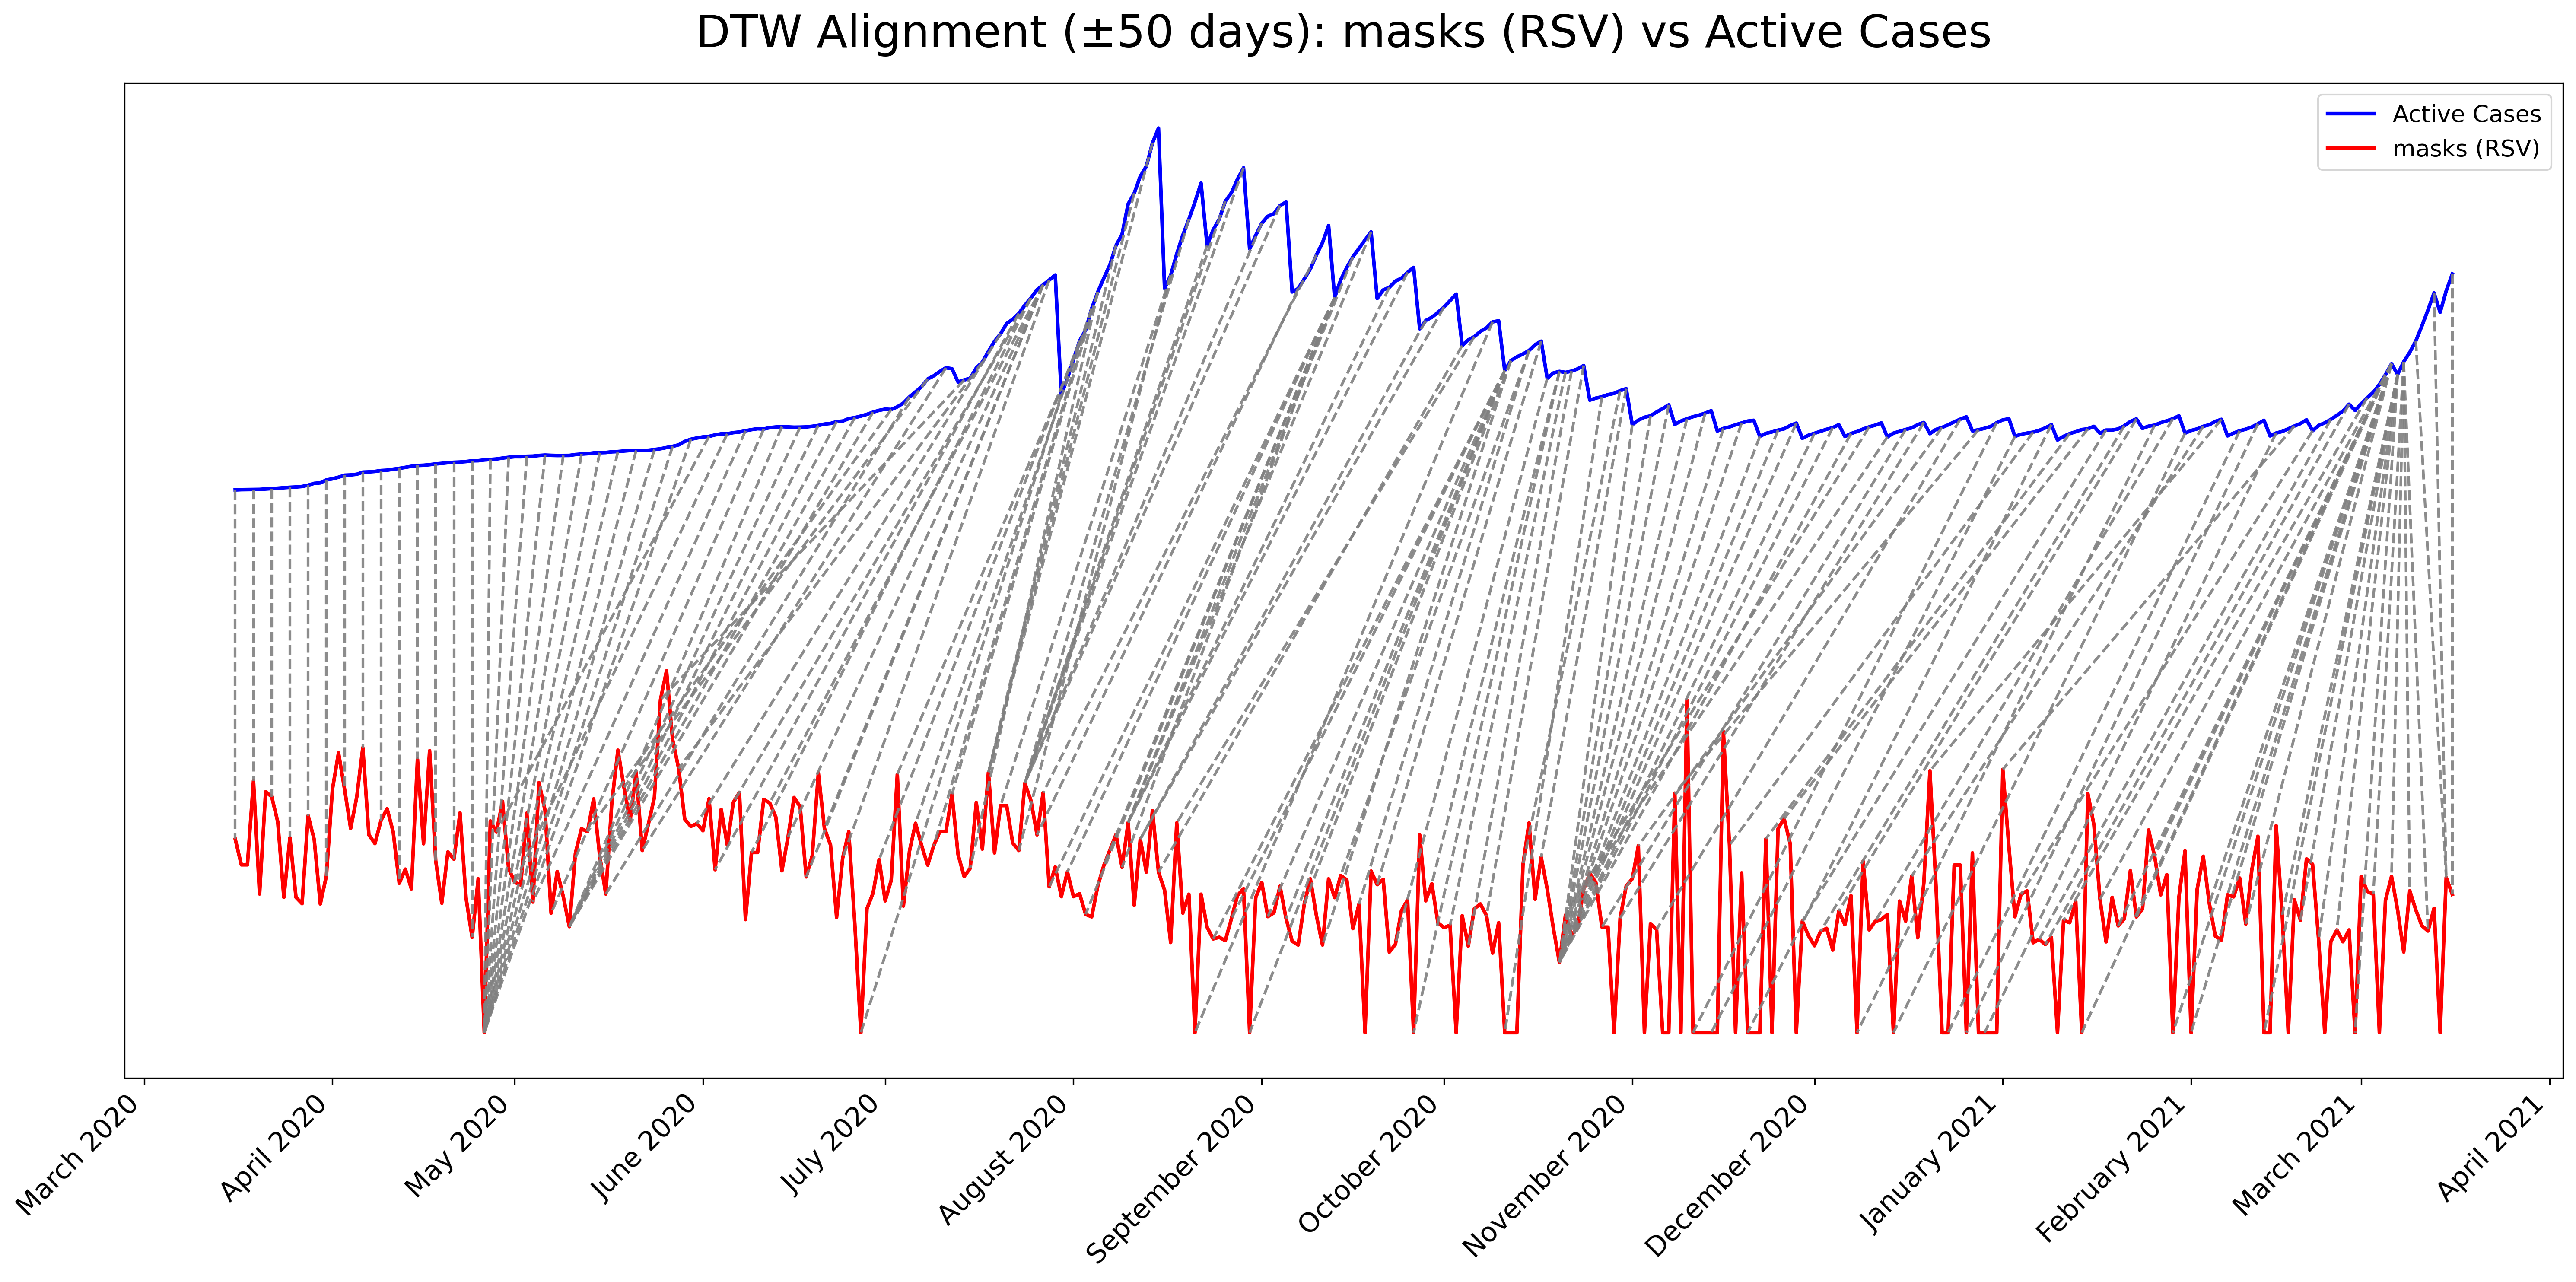 DTW Alignment (±50 days): masks (RSV) vs Active Cases
Active Cases
masks (RSV)
March 2020
April 2020
May 2020
June 2020
July 2020
August 2020
September 2020
October 2020
November 2020
December 2020
January 2021
February 2021
March 2021
April 2021